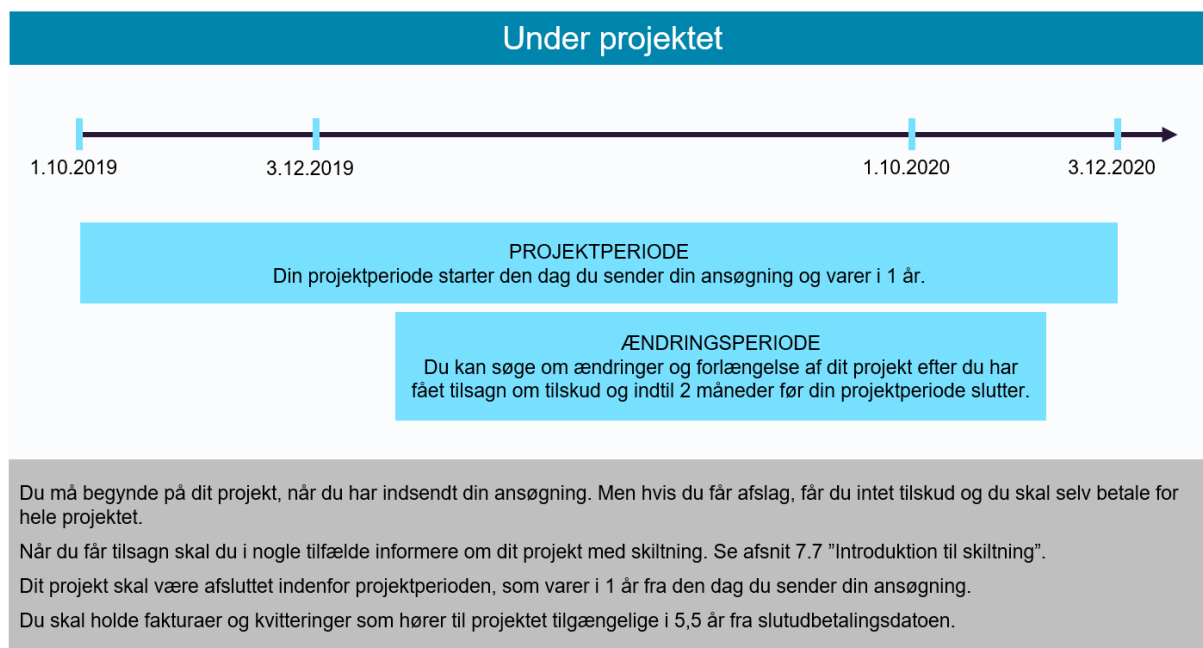 Under projektet
1.10.2019
3.12.2019
1.10.2020
3.12.2020
PROJEKTPERIODE
Din projektperiode starter den dag du sender din ansøgning og varer i 1 år.
ÆNDRINGSPERIODE
Du kan søge om ændringer og forlængelse af dit projekt efter du har
fået tilsagn om tilskud og indtil 2 måneder før din projektperiode slutter.
Du må begynde på dit projekt, når du har indsendt din ansøgning. Men hvis du får afslag, får du intet tilskud og du skal selv betale for
hele projektet.
Når du får tilsagn skal du i nogle tilfælde informere om dit projekt med skiltning. Se afsnit 7.7 ”Introduktion til skiltning”.
Dit projekt skal være afsluttet indenfor projektperioden, som varer i 1 år fra den dag du sender din ansøgning.
Du skal holde fakturaer og kvitteringer som hører til projektet tilgængelige i 5,5 år fra slutudbetalingsdatoen.